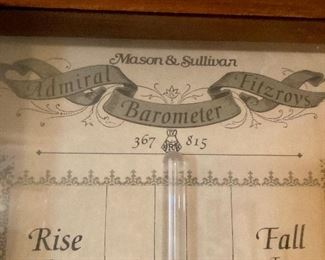 Mason & Sullivan
Admiral Fitzroys
Barometer
367 815
Rise Fall